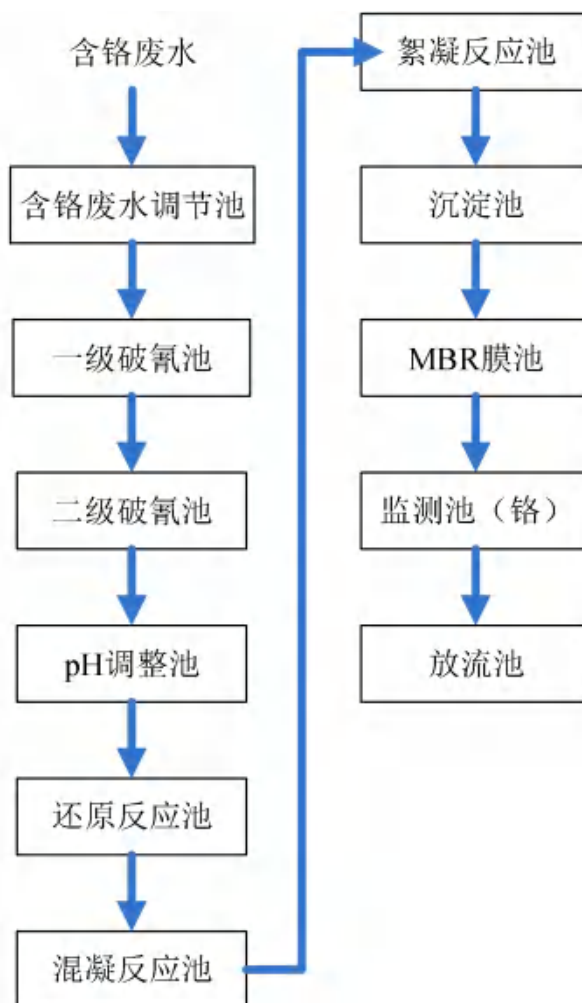 含铬废水
含铬废水调节池
一级破氰池
二级破氰池
pH调整池
还原反应池
混凝反应池
絮凝反应池
沉淀池
MBR膜池
监测池（铬）
放流池